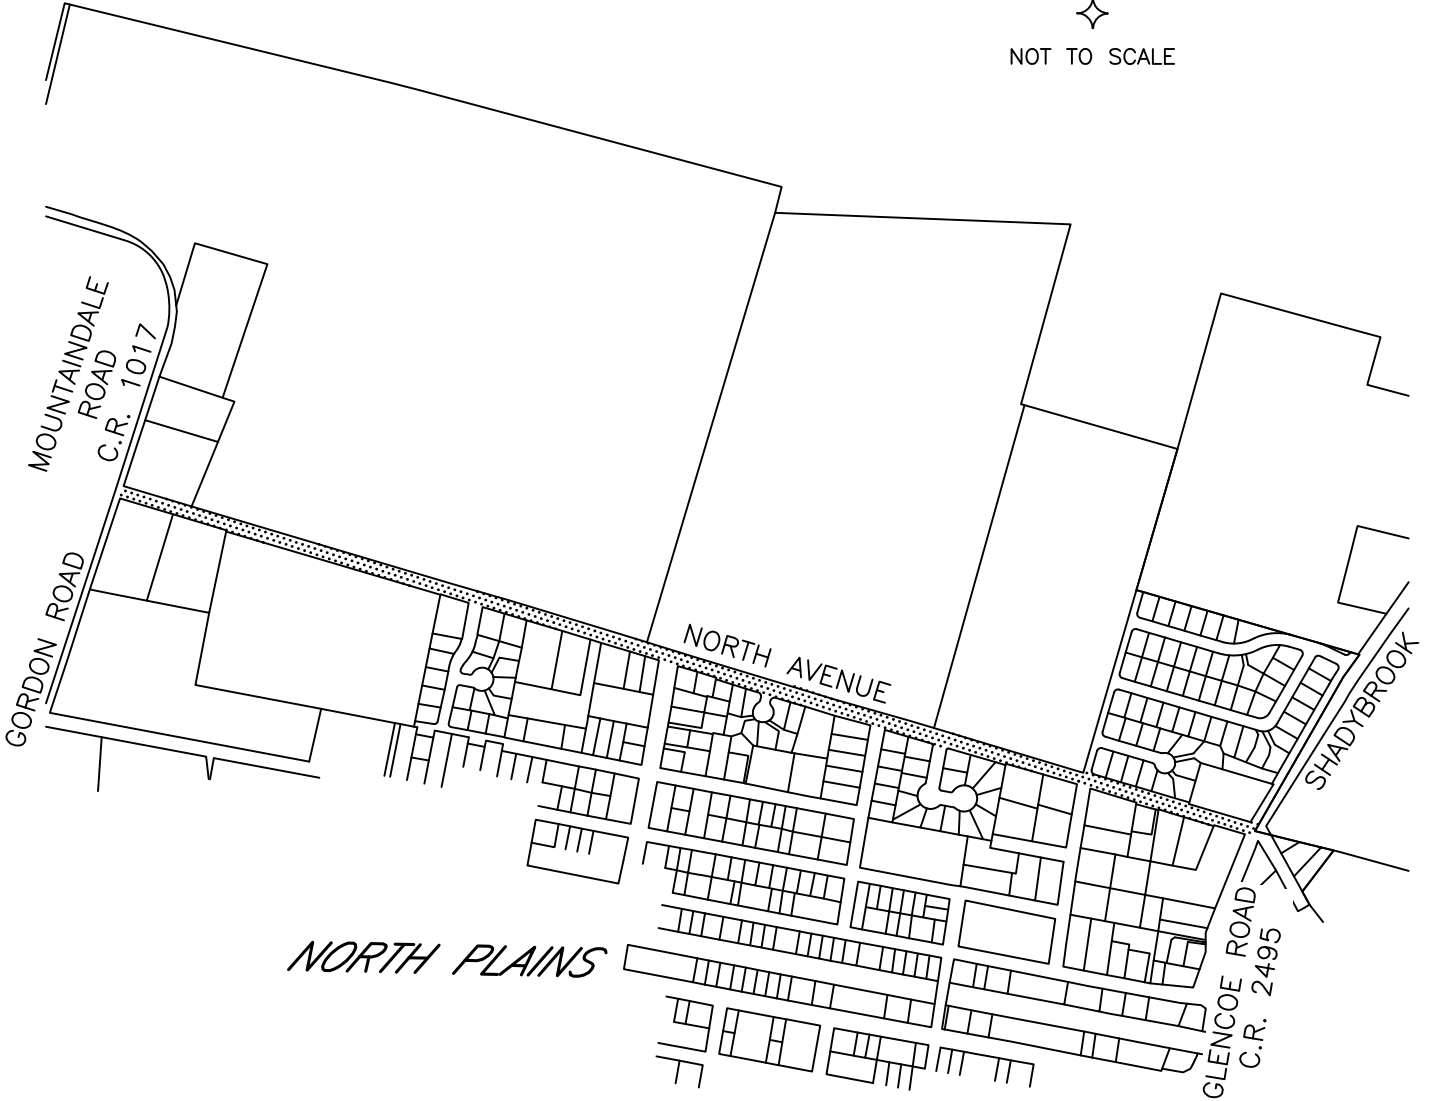 NOT TO SCALE
MOUNTAINDALE
ROAD
C.R. 1017
GORDON ROAD
NORTH AVENUE
SHADYBROOK
NORTH PLAINS
GLENCOE ROAD
C.R. 2495